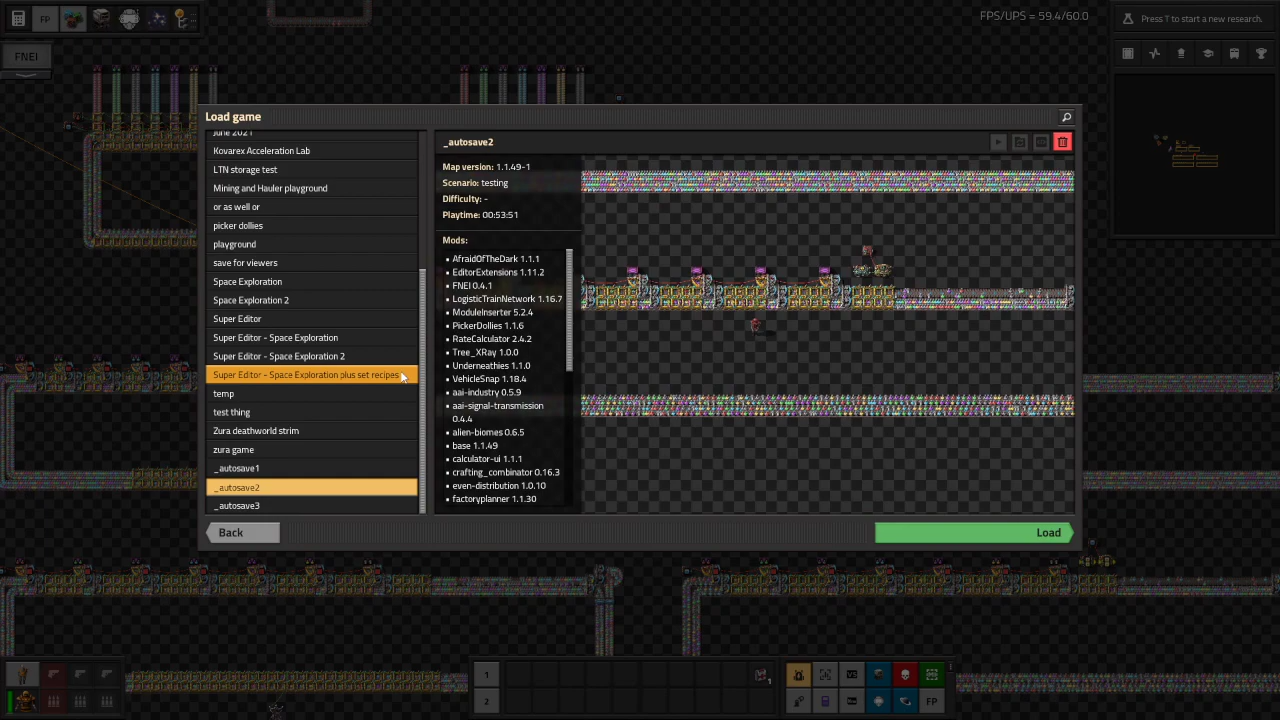 FP
FPS/UPS = 59.4/60.0
Press T to start a new research.
FNEI
Load game
June 2021
Kovarex Acceleration Lab
LTN storage test
Mining and Hauler playground
or as well or
picker dollies
playground
save for viewers
Space Exploration
Space Exploration 2
Super Editor
Super Editor - Space Exploration
Super Editor - Space Exploration 2
Super Editor - Space Exploration plus set recipes
temp
test thing
Zura deathworld strim
zura game
_autosave1
_autosave2
_autosave3
_autosave2
Map version: 1.1.49-1
Scenario: testing
Difficulty: -
Playtime: 00:53:51
Mods:
• AfraidOfTheDark 1.1.1
• EditorExtensions 1.11.2
• FNEI 0.4.1
• LogisticTrainNetwork 1.16.7
• ModuleInserter 5.2.4
• PickerDollies 1.1.6
• RateCalculator 2.4.2
• Tree_XRay 1.0.0
• Underneathies 1.1.0
• VehicleSnap 1.18.4
• aai-industry 0.5.9
• aai-signal-transmission
0.4.4
• alien-biomes 0.6.5
• base 1.1.49
• calculator-ui 1.1.1
• crafting_combinator 0.16.3
• even-distribution 1.0.10
• factoryplanner 1.1.30
Back
Load
1
2
1
FP